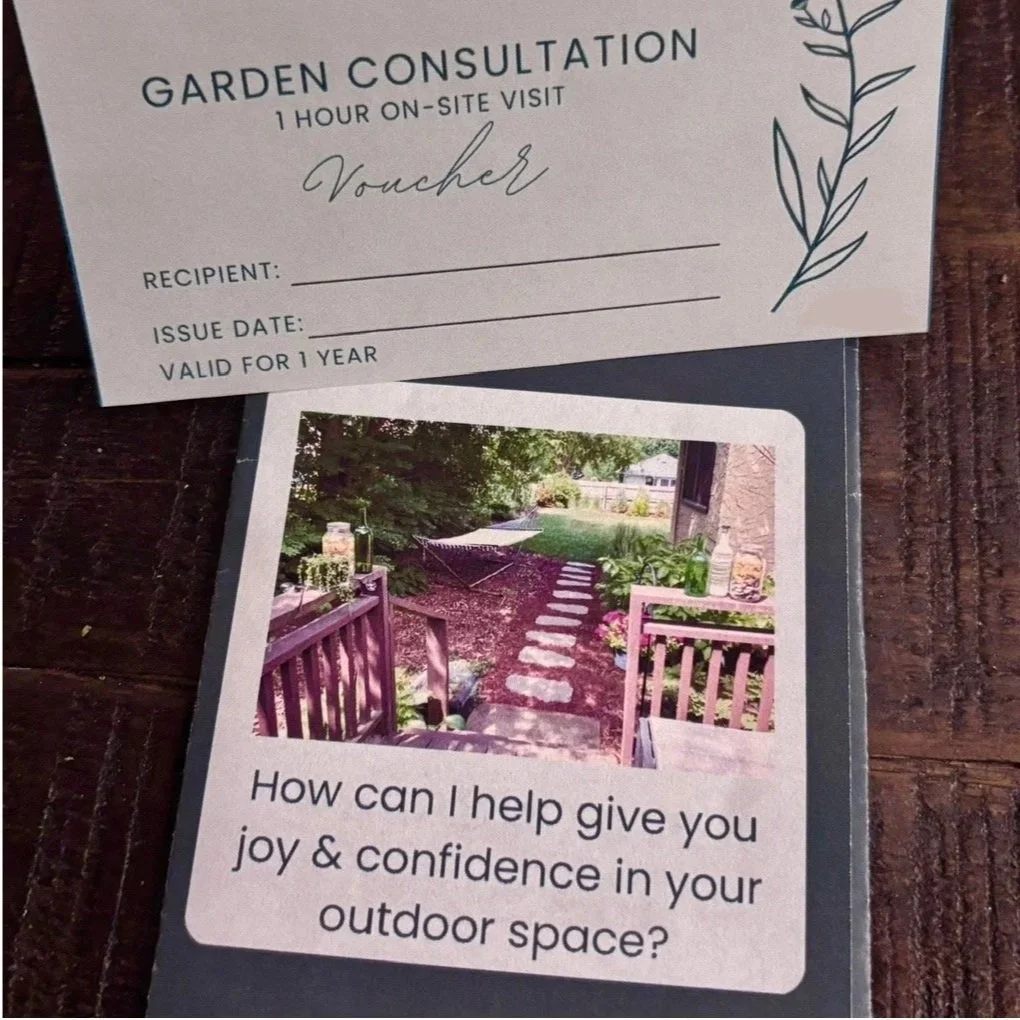 GARDEN CONSULTATION
1 HOUR ON-SITE VISIT
Voucher
RECIPIENT:
ISSUE DATE:
VALID FOR 1 YEAR
How can I help give you
joy & confidence in your
outdoor space?